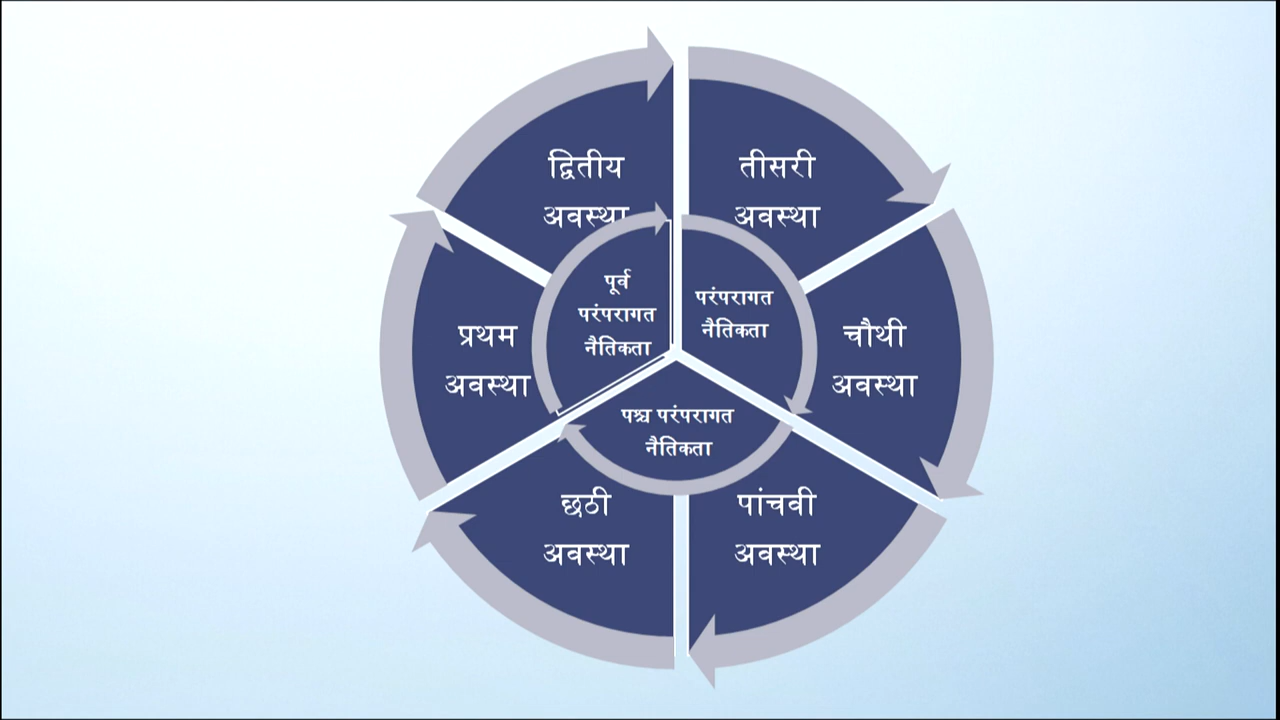 द्वितीय
अवस्था
तीसरी
अवस्था
पूर्व
परंपरागत
नैतिकता
परंपरागत
नैतिकता
प्रथम
अवस्था
चौथी
अवस्था
पश्च परंपरागत
नैतिकता
छठी
अवस्था
पांचवी
अवस्था